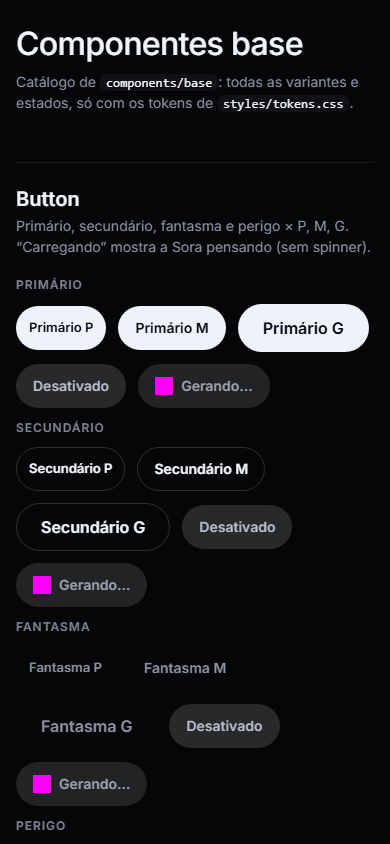 Componentes base
Catálogo de components/base: todas as variantes e
estados, só com os tokens de styles/tokens.css.
Button
Primário, secundário, fantasma e perigo × P, M, G.
“Carregando” mostra a Sora pensando (sem spinner).
PRIMÁRIO
Primário P Primário M Primário G
Desativado Gerando...
SECUNDÁRIO
Secundário P Secundário M
Secundário G Desativado
Gerando...
FANTASMA
Fantasma P Fantasma M
Fantasma G Desativado
Gerando...
PERIGO